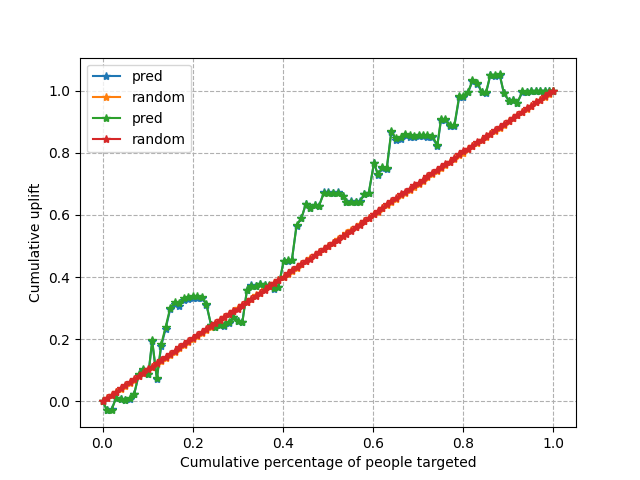 pred
random
pred
random
Cumulative uplift
1.0
0.8
0.6
0.4
0.2
0.0
0.0 0.2 0.4 0.6 0.8 1.0
Cumulative percentage of people targeted